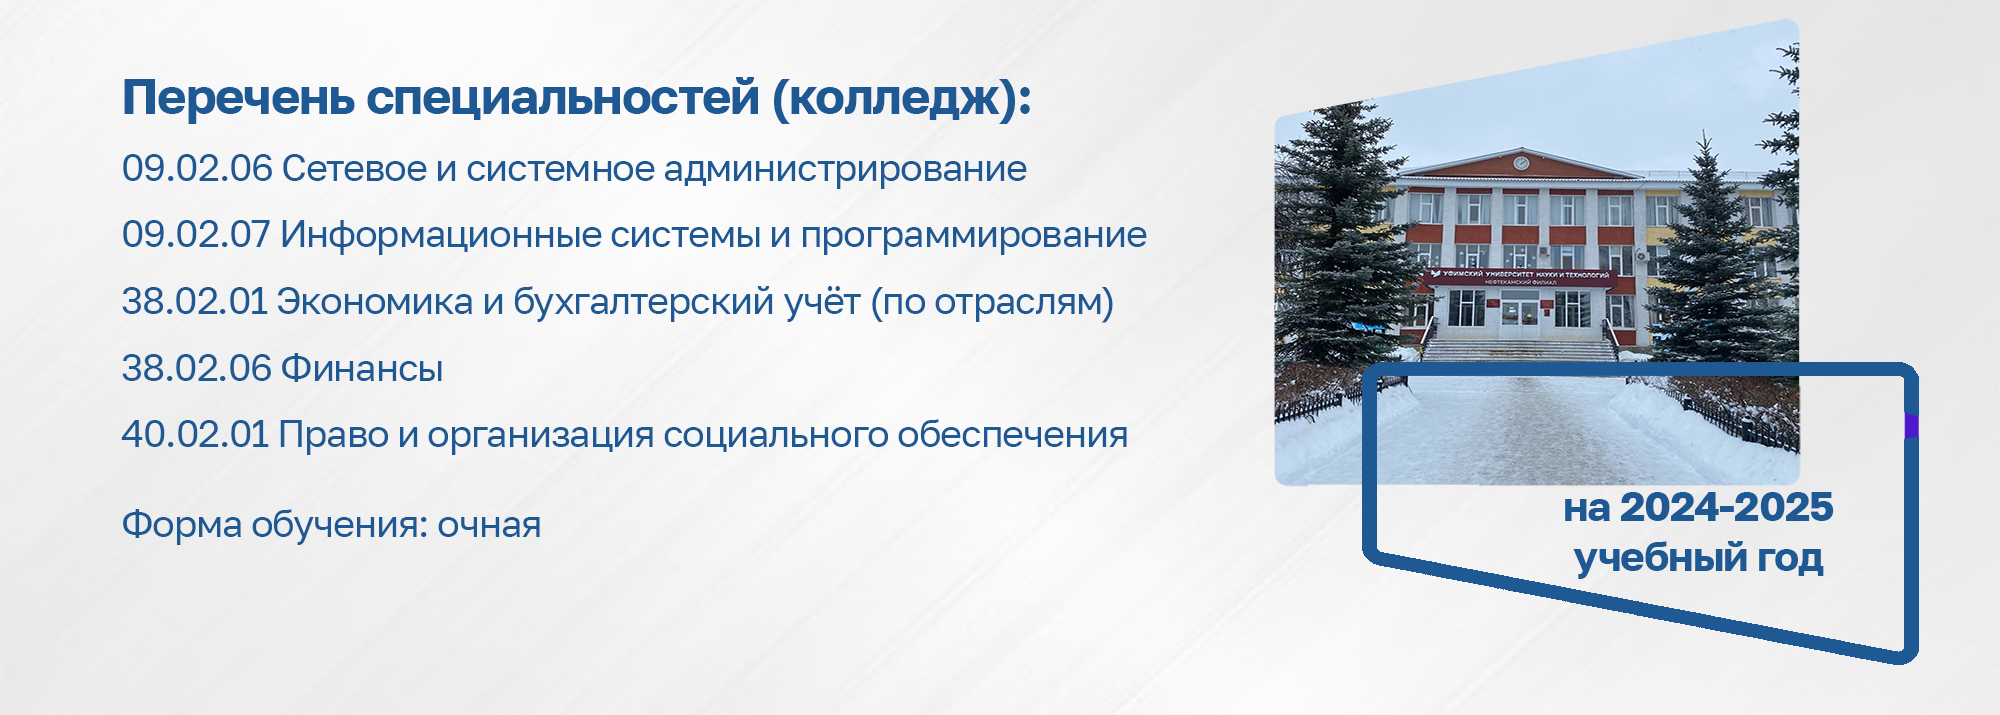 Перечень специальностей (колледж):
09.02.06 Сетевое и системное администрирование
09.02.07 Информационные системы и программирование
38.02.01 Экономика и бухгалтерский учёт (по отраслям)
38.02.06 Финансы
40.02.01 Право и организация социального обеспечения
Форма обучения: очная
УФИМСКИЙ УНИВЕРСИТЕТ НАУКИ И ТЕХНОЛОГИЙ
НЕФТЕКАМСКИЙ ФИЛИАЛ
на 2024-2025
учебный год